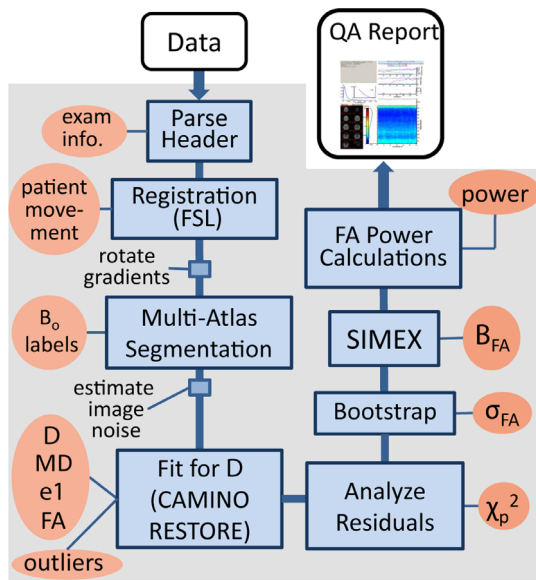 Data
QA Report
exam
info.
Parse
Header
patient
move-
ment
Registration
(FSL)
rotate
gradients
B₀
labels
Multi-Atlas
Segmentation
estimate
image
noise
D
MD
e1
FA
outliers
Fit for D
(CAMINO
RESTORE)
Analyze
Residuals
χₚ²
Bootstrap
σFA
SIMEX
BFA
FA Power
Calculations
power